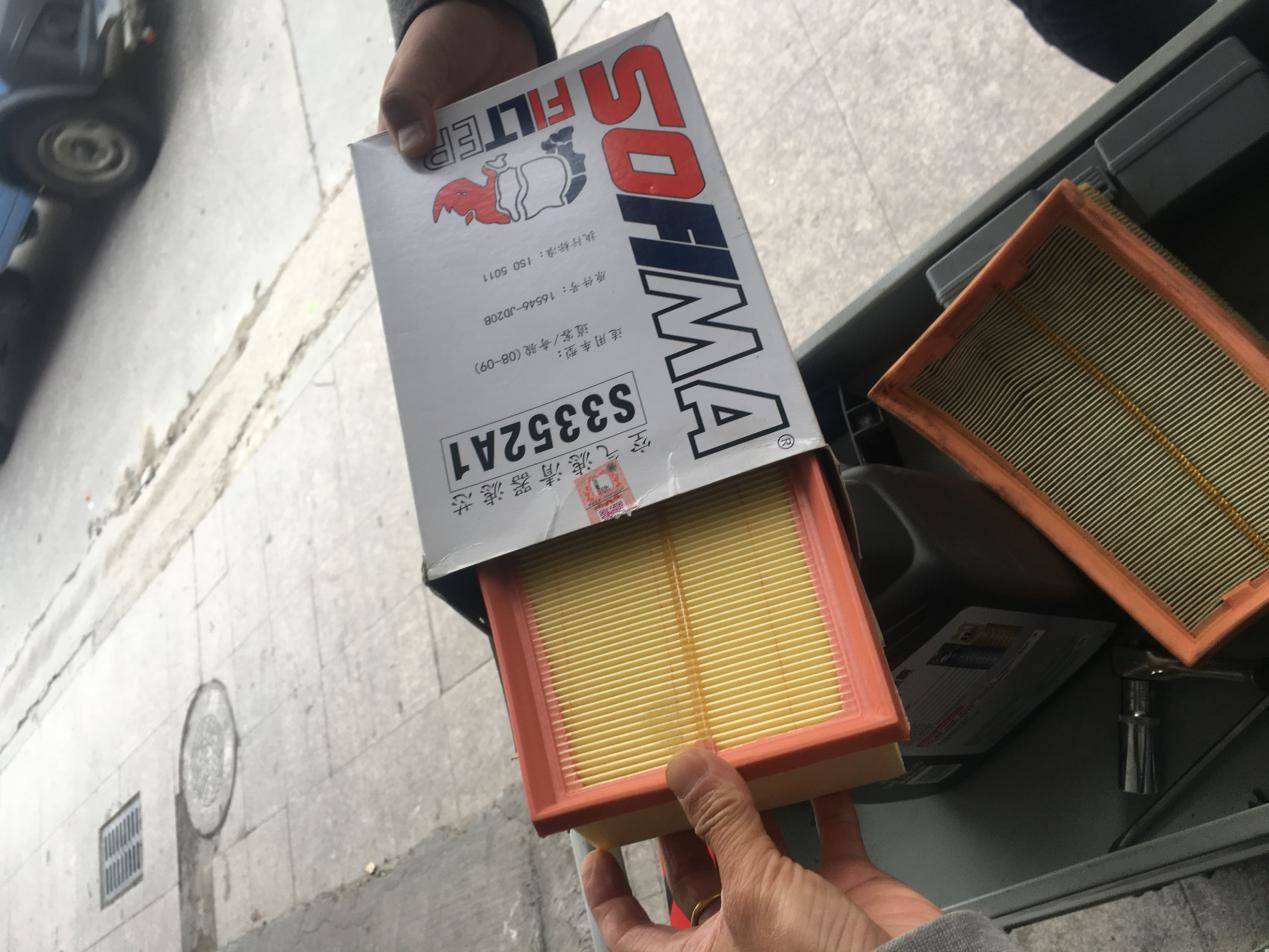 SOFIMA®
FILTER
执行标准：ISO 5011
原件号：16546-JD20B
适用车型：
逍客/奇骏(08-09)
S3352A1
空气滤清器滤芯